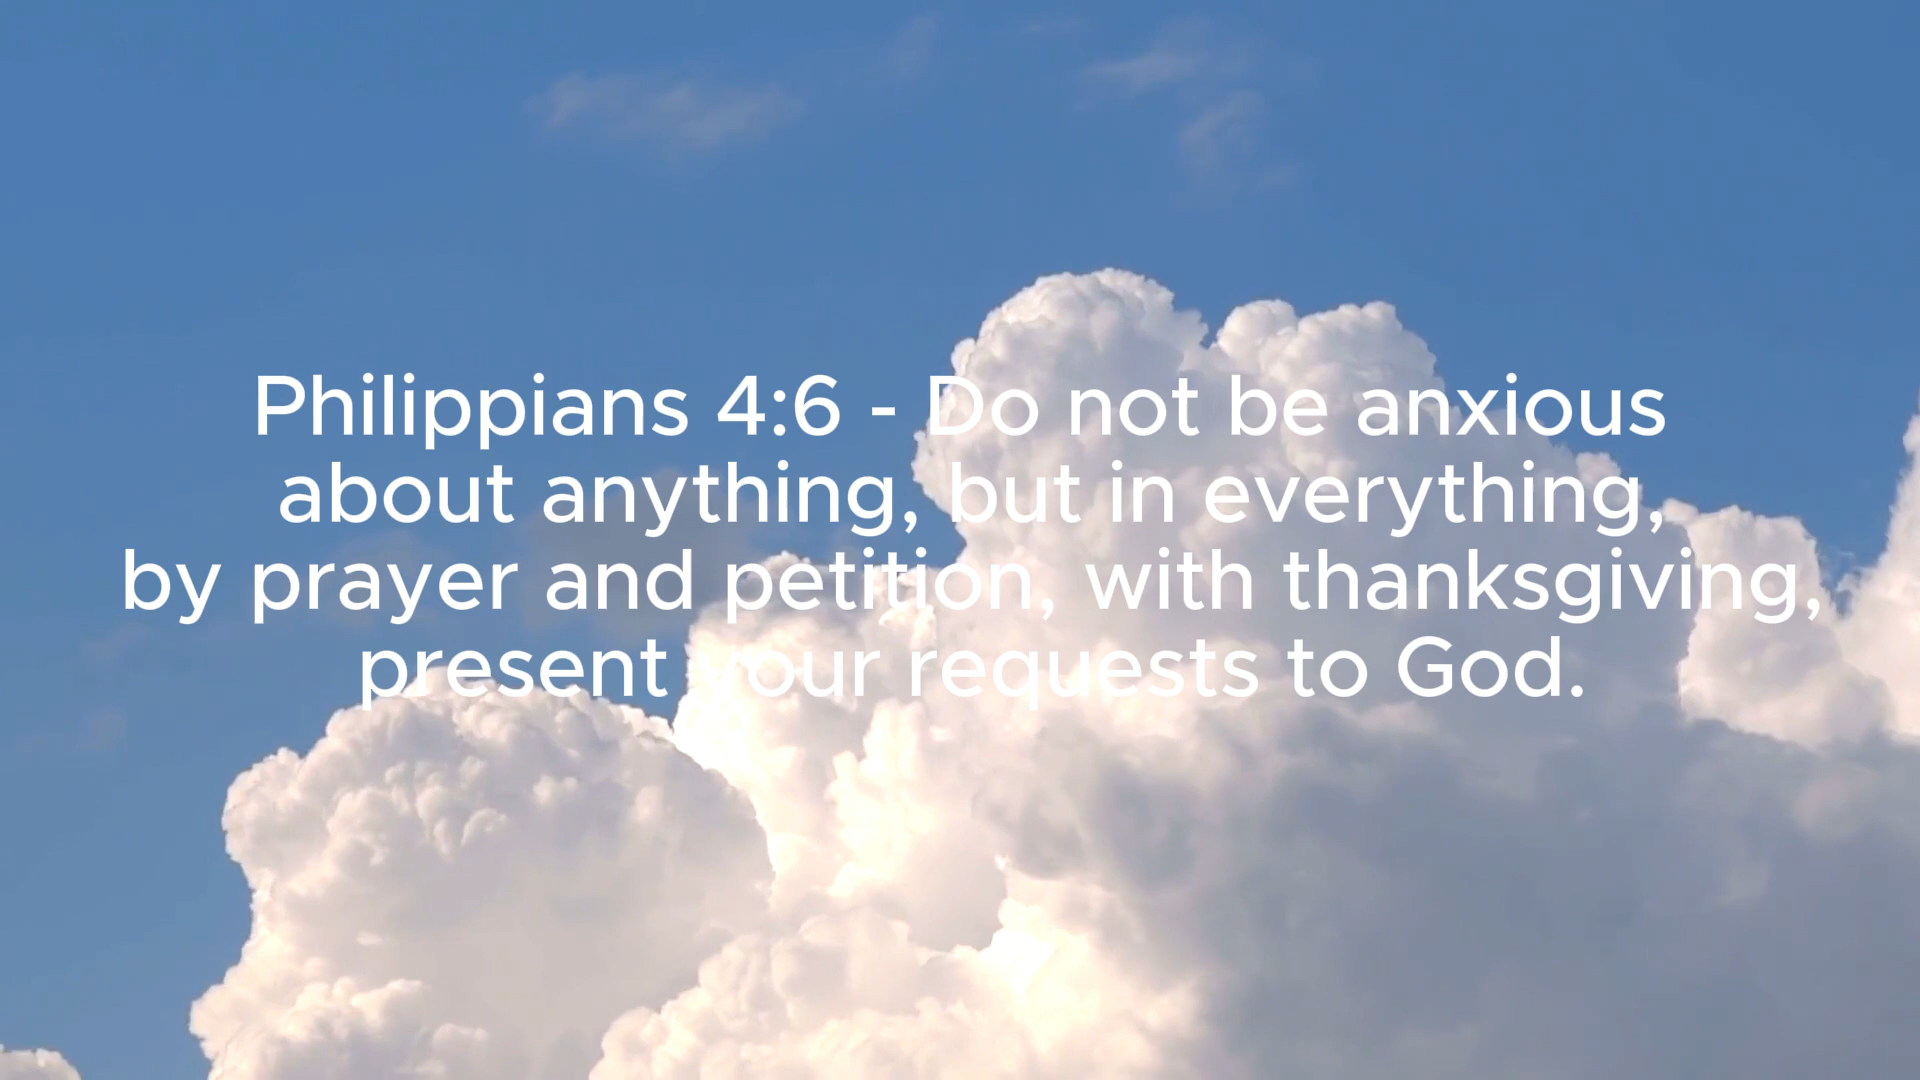 Philippians 4:6 - Do not be anxious
about anything, but in everything,
by prayer and petition, with thanksgiving,
present your requests to God.